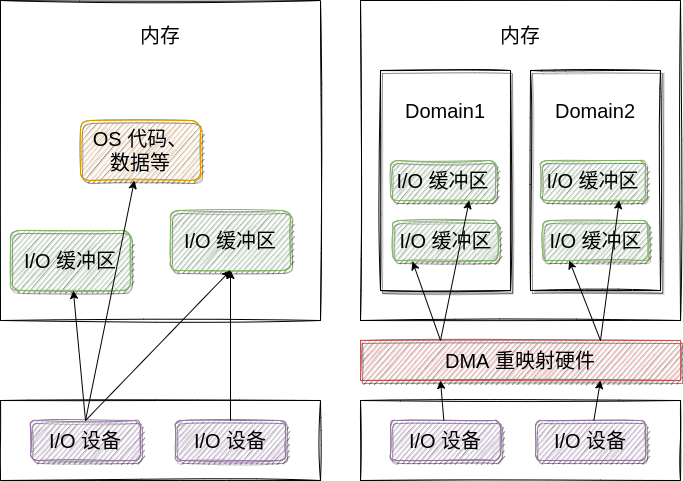 内存
OS 代码、
数据等
I/O 缓冲区
I/O 缓冲区
I/O 设备
I/O 设备
内存
Domain1
Domain2
I/O 缓冲区
I/O 缓冲区
I/O 缓冲区
I/O 缓冲区
DMA 重映射硬件
I/O 设备
I/O 设备